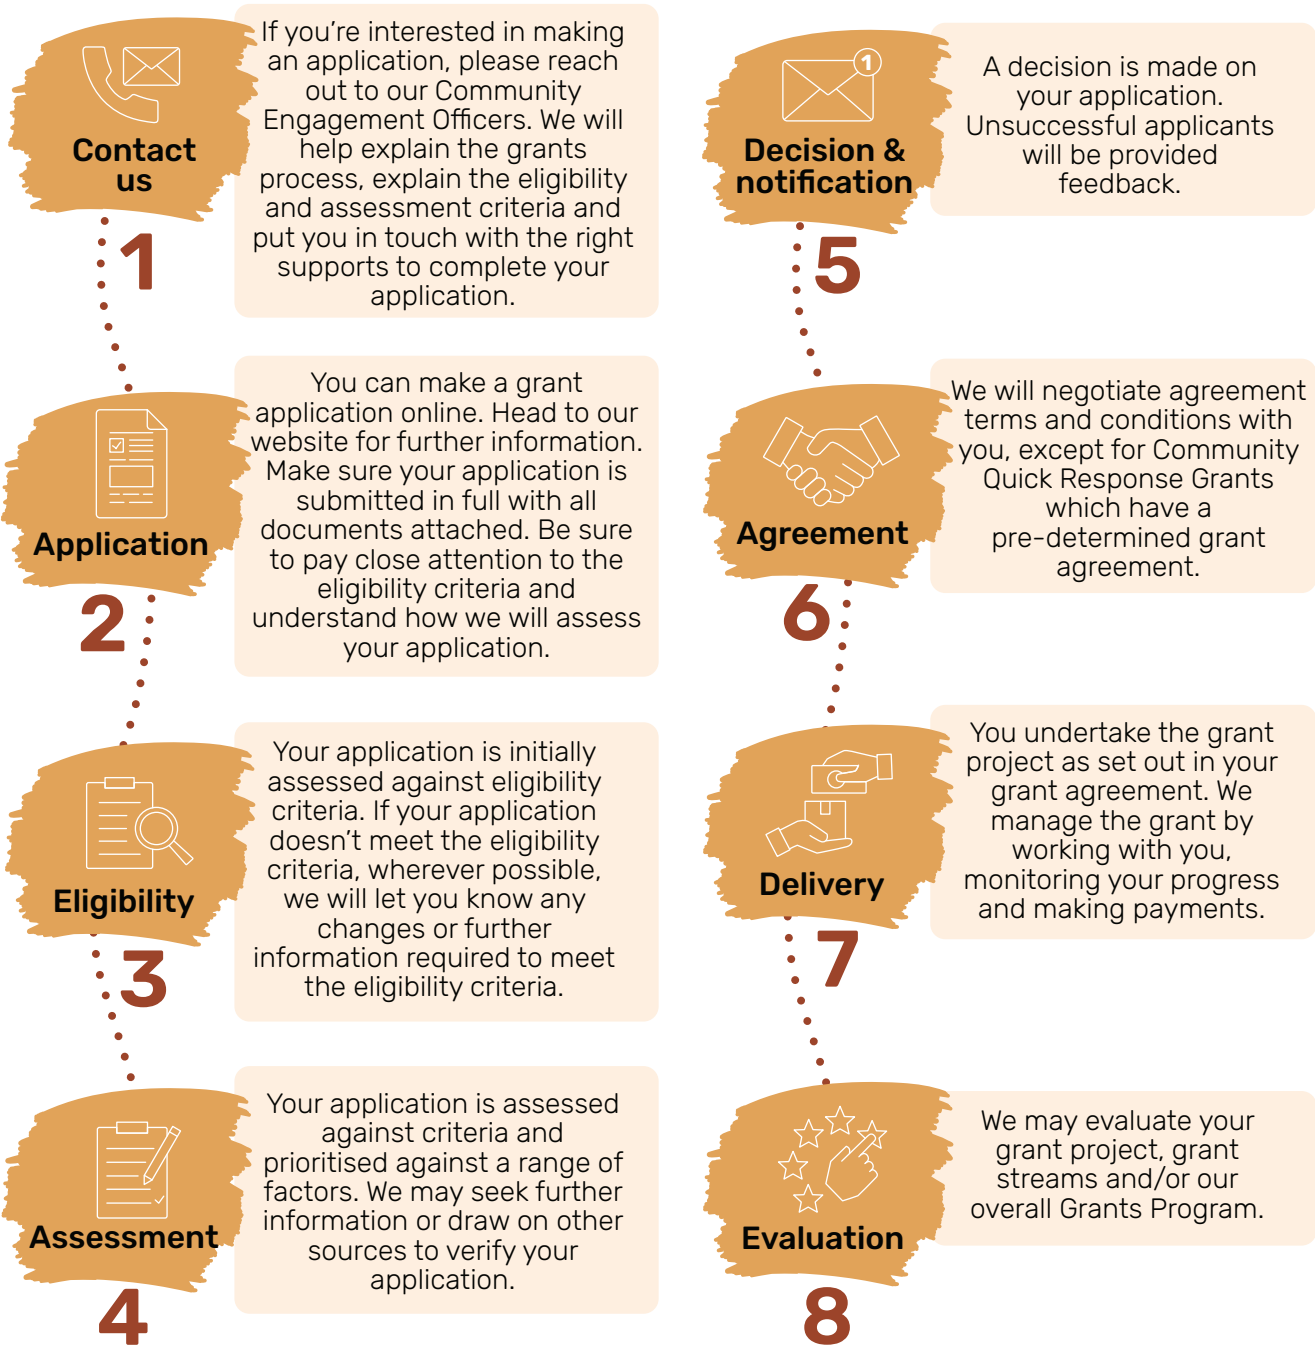 Contact
us
1
If you’re interested in making
an application, please reach
out to our Community
Engagement Officers. We will
help explain the grants
process, explain the eligibility
and assessment criteria and
put you in touch with the right
supports to complete your
application.
Application
2
You can make a grant
application online. Head to our
website for further information.
Make sure your application is
submitted in full with all
documents attached. Be sure
to pay close attention to the
eligibility criteria and
understand how we will assess
your application.
Eligibility
3
Your application is initially
assessed against eligibility
criteria. If your application
doesn’t meet the eligibility
criteria, wherever possible,
we will let you know any
changes or further
information required to meet
the eligibility criteria.
Assessment
4
Your application is assessed
against criteria and
prioritised against a range of
factors. We may seek further
information or draw on other
sources to verify your
application.
1
Decision &
notification
5
A decision is made on
your application.
Unsuccessful applicants
will be provided
feedback.
Agreement
6
We will negotiate agreement
terms and conditions with
you, except for Community
Quick Response Grants
which have a
pre-determined grant
agreement.
Delivery
7
You undertake the grant
project as set out in your
grant agreement. We
manage the grant by
working with you,
monitoring your progress
and making payments.
Evaluation
8
We may evaluate your
grant project, grant
streams and/or our
overall Grants Program.